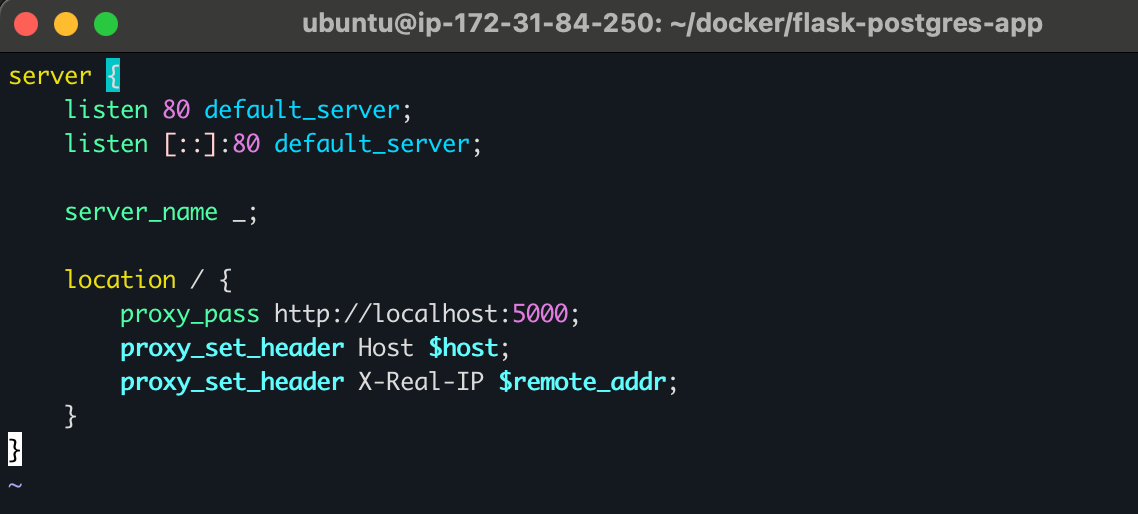 ubuntu@ip-172-31-84-250: ~/docker/flask-postgres-app
server {
    listen 80 default_server;
    listen [::]:80 default_server;

    server_name _;

    location / {
        proxy_pass http://localhost:5000;
        proxy_set_header Host $host;
        proxy_set_header X-Real-IP $remote_addr;
    }
}
~